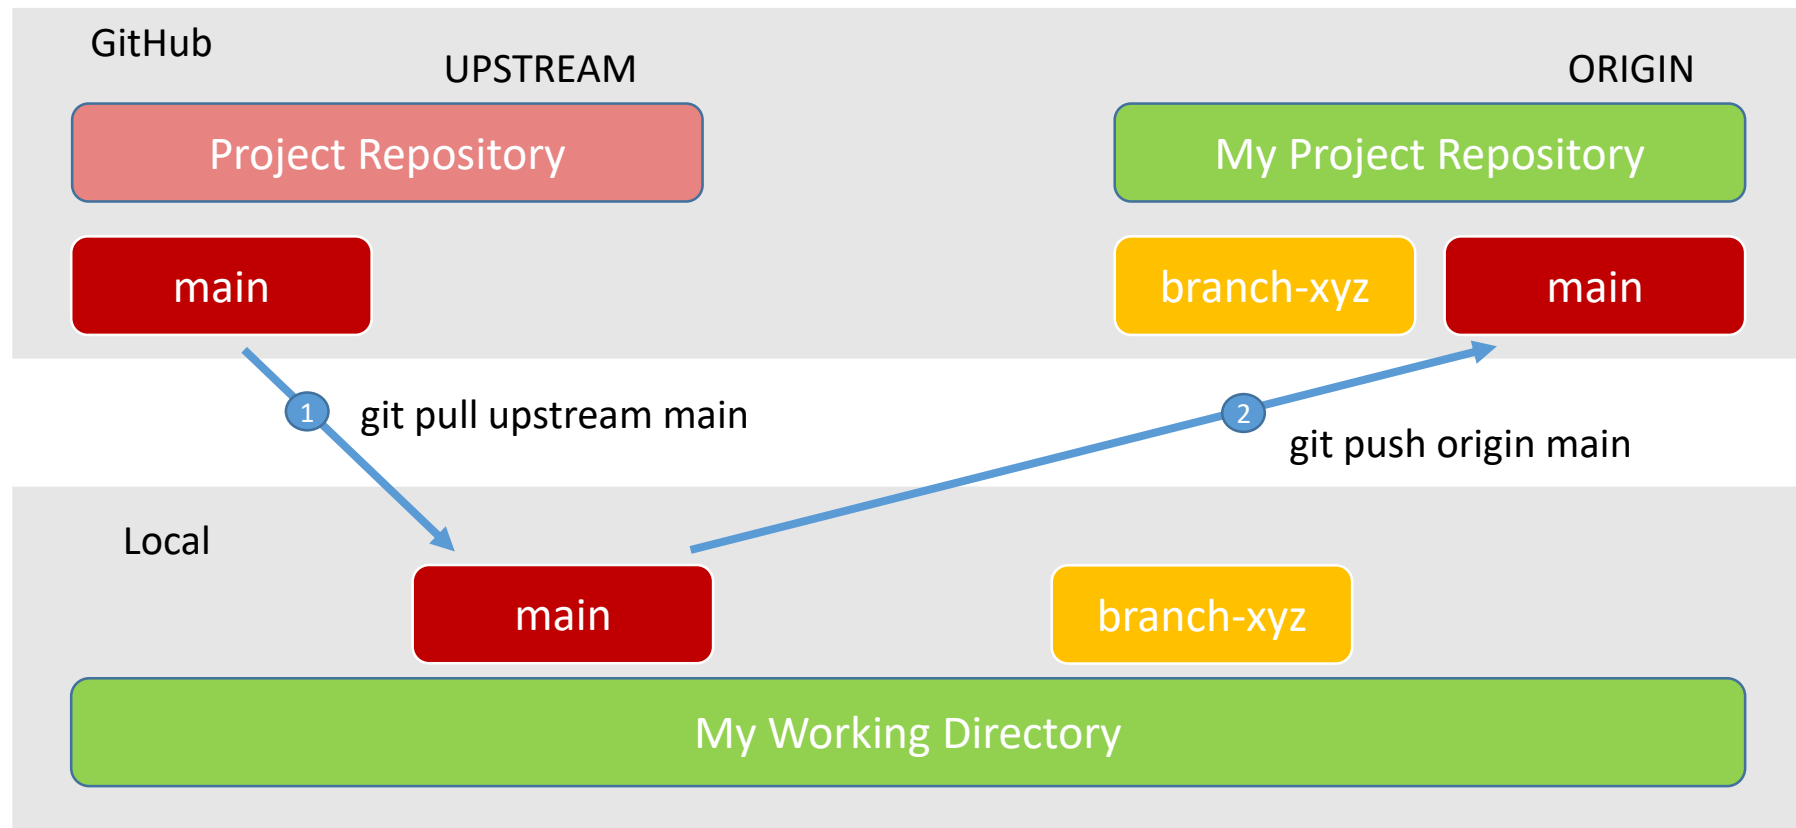 GitHub
UPSTREAM
ORIGIN
Project Repository
My Project Repository
main
branch-xyz
main
1
git pull upstream main
2
git push origin main
Local
main
branch-xyz
My Working Directory